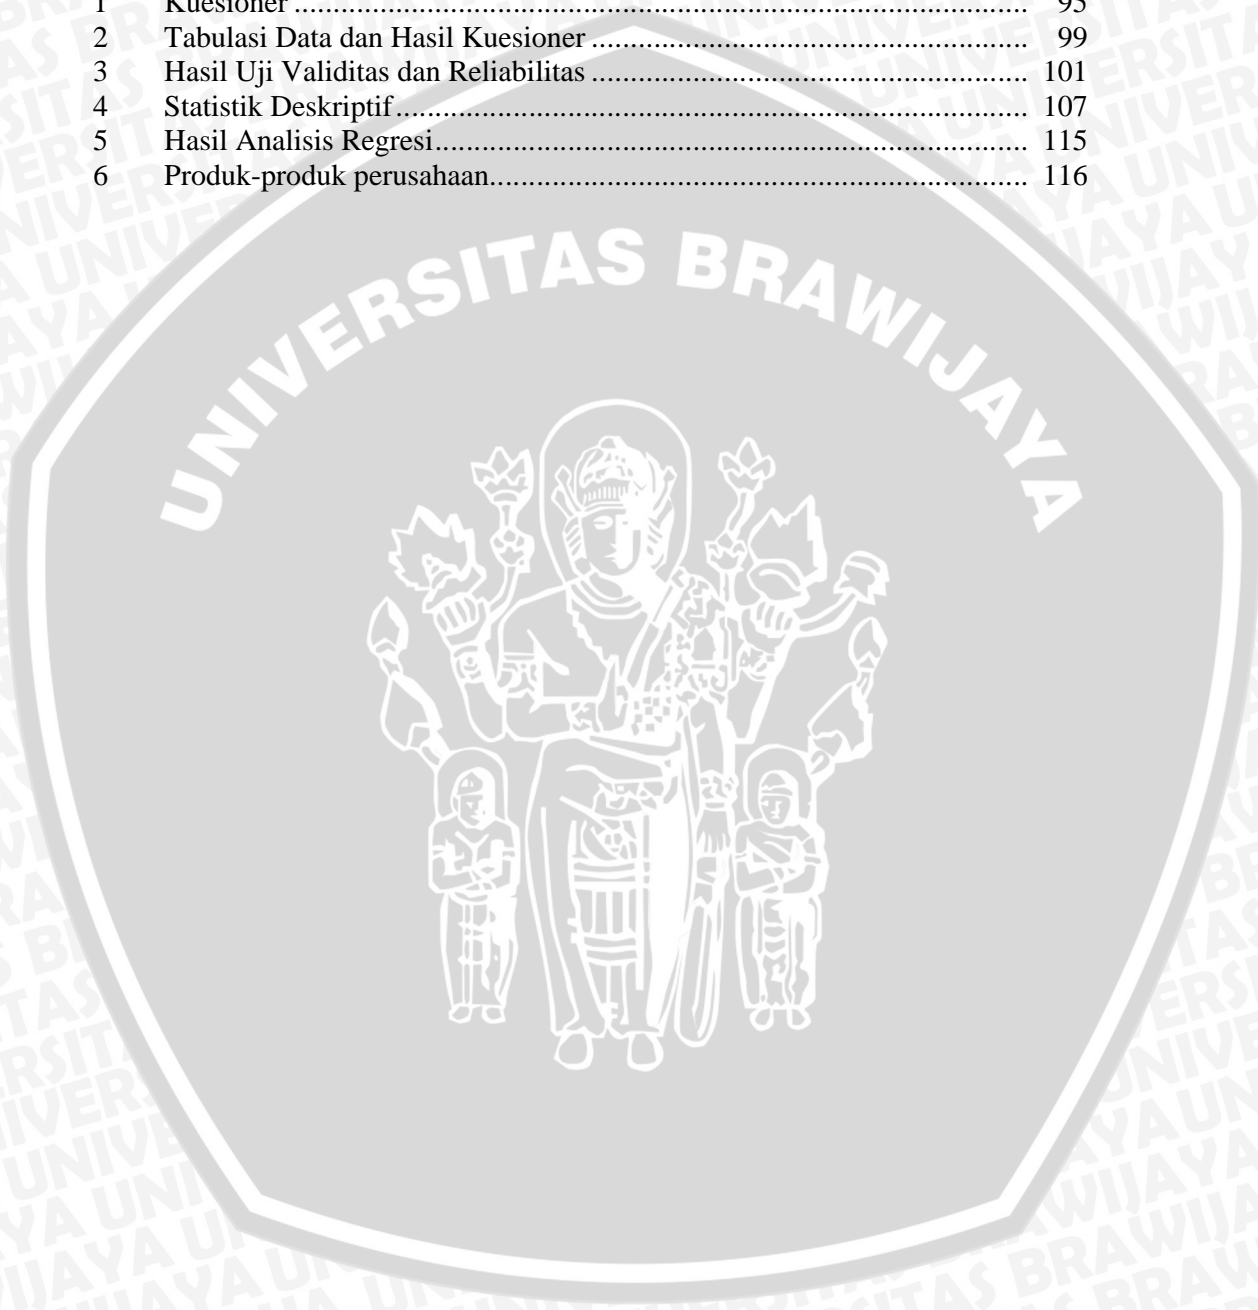 1 Kuesioner ........................................................................................ 95
2 Tabulasi Data dan Hasil Kuesioner ..................................................... 99
3 Hasil Uji Validitas dan Reliabilitas ..................................................... 101
4 Statistik Deskriptif ............................................................................ 107
5 Hasil Analisis Regresi ........................................................................ 115
6 Produk-produk perusahaan ................................................................. 116
UNIVERSITAS BRAWIJAYA